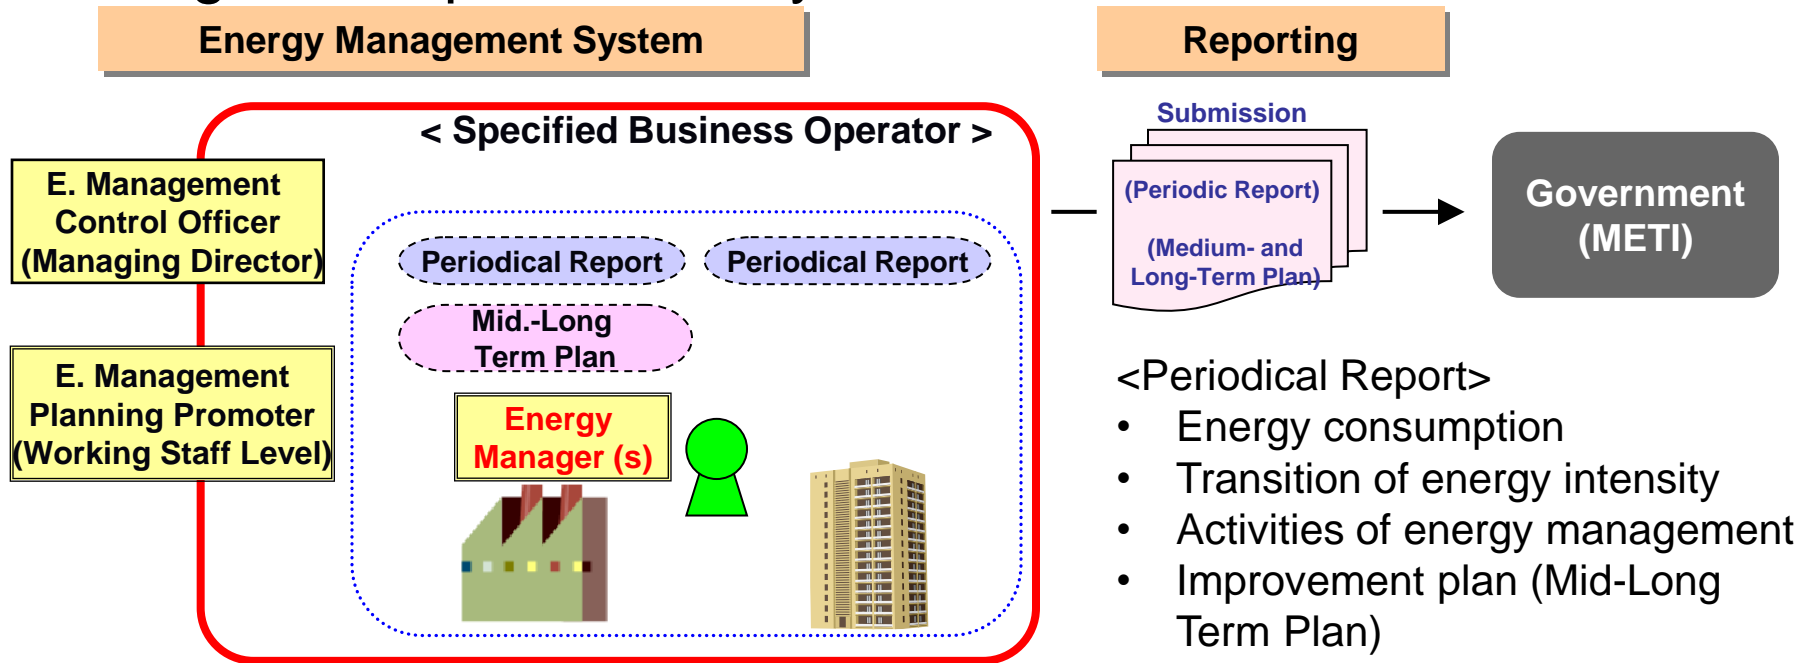 Energy Management System
Reporting
< Specified Business Operator >
E. Management
Control Officer
(Managing Director)
E. Management
Planning Promoter
(Working Staff Level)
Periodical Report
Periodical Report
Mid.-Long
Term Plan
Energy
Manager (s)
Submission
(Periodic Report)
(Medium- and
Long-Term Plan)
Government
(METI)
<Periodical Report>
• Energy consumption
• Transition of energy intensity
• Activities of energy management
• Improvement plan (Mid-Long
Term Plan)